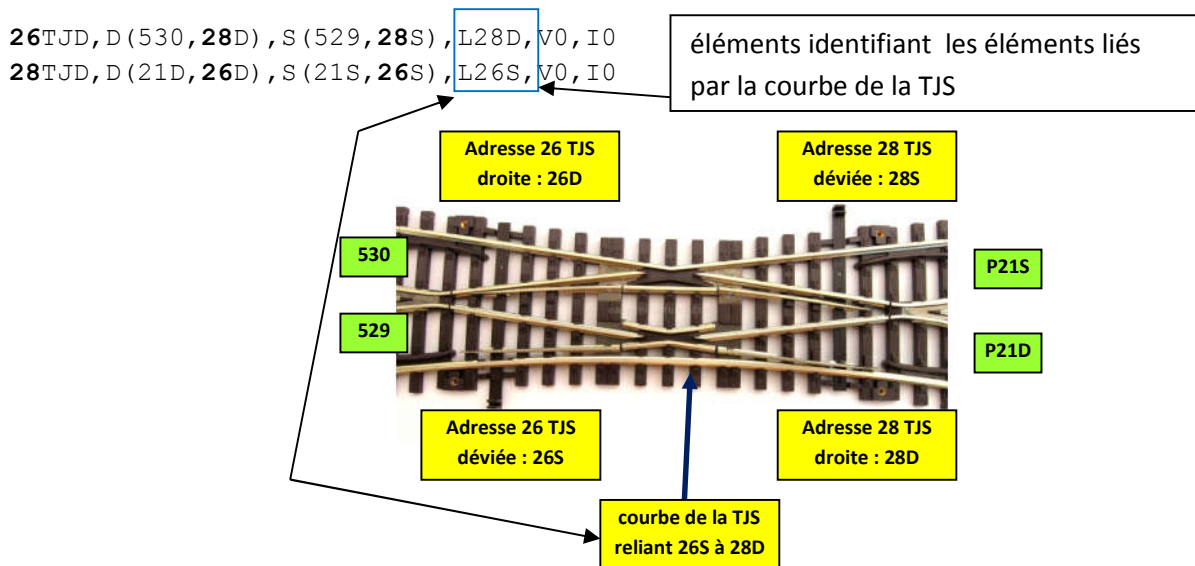 26TJD,D(530,28D),S(529,28S),L28D,V0,I0
28TJD,D(21D,26D),S(21S,26S),L26S,V0,I0
éléments identifiant les éléments liés
par la courbe de la TJS
Adresse 26 TJS
droite : 26D
Adresse 28 TJS
déviée : 28S
530
P21S
529
P21D
Adresse 26 TJS
déviée : 26S
Adresse 28 TJS
droite : 28D
courbe de la TJS
reliant 26S à 28D